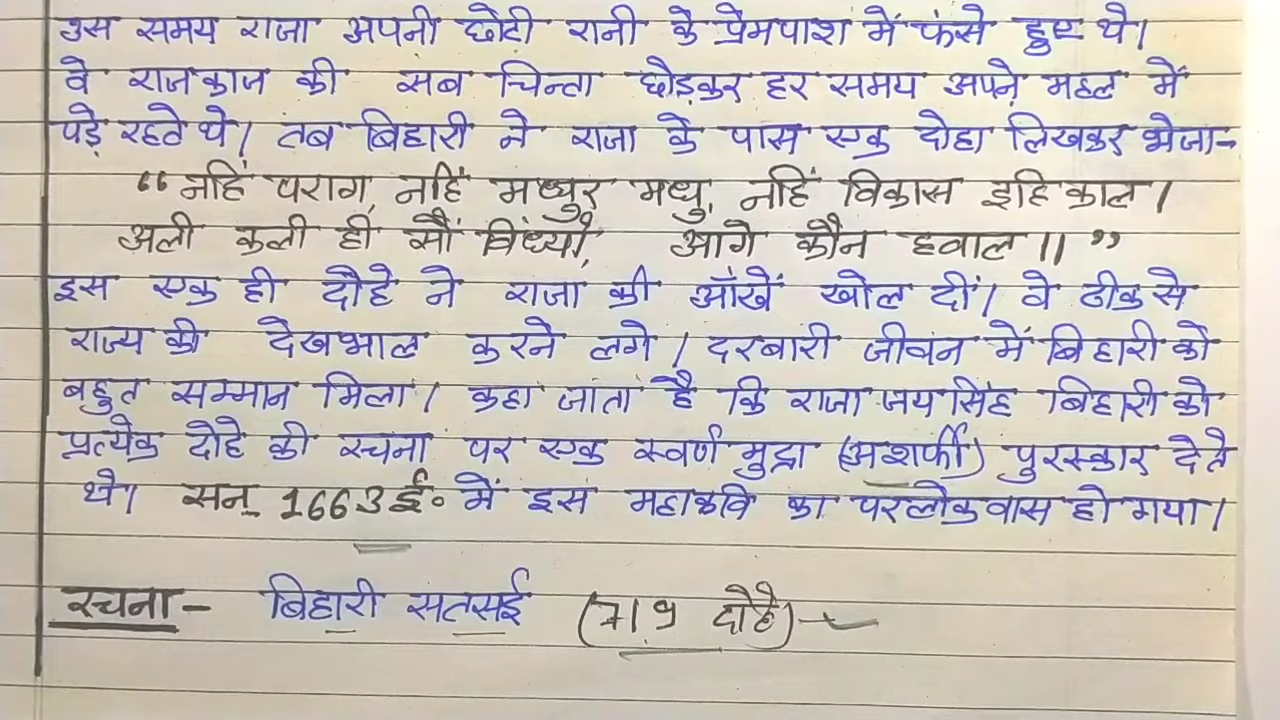 उस समय राजा अपनी छोटी रानी के प्रेमपाश में फंसे हुए थे।
वे राजकाज की सब चिन्ता छोड़कर हर समय अपने महल में
पड़े रहते थे। तब बिहारी ने राजा के पास एक दोहा लिखकर भेजा-
“नहिं पराग, नहिं मधुर मधु, नहिं विकास इहि काल।
अली कली ही सौं विंध्यौ, आगे कौन हवाल॥”
इस एक ही दोहे ने राजा की आँखें खोल दीं। वे ठीक से
राज्य की देखभाल करने लगे। दरबारी जीवन में बिहारी को
बहुत सम्मान मिला। कहा जाता है कि राजा जयसिंह बिहारी को
प्रत्येक दोहे की रचना पर एक स्वर्ण मुद्रा (अशर्फी) पुरस्कार देते
थे। सन् 1663 ई० में इस महाकवि का परलोकवास हो गया।
रचना- बिहारी सतसई (719 दोहे)-